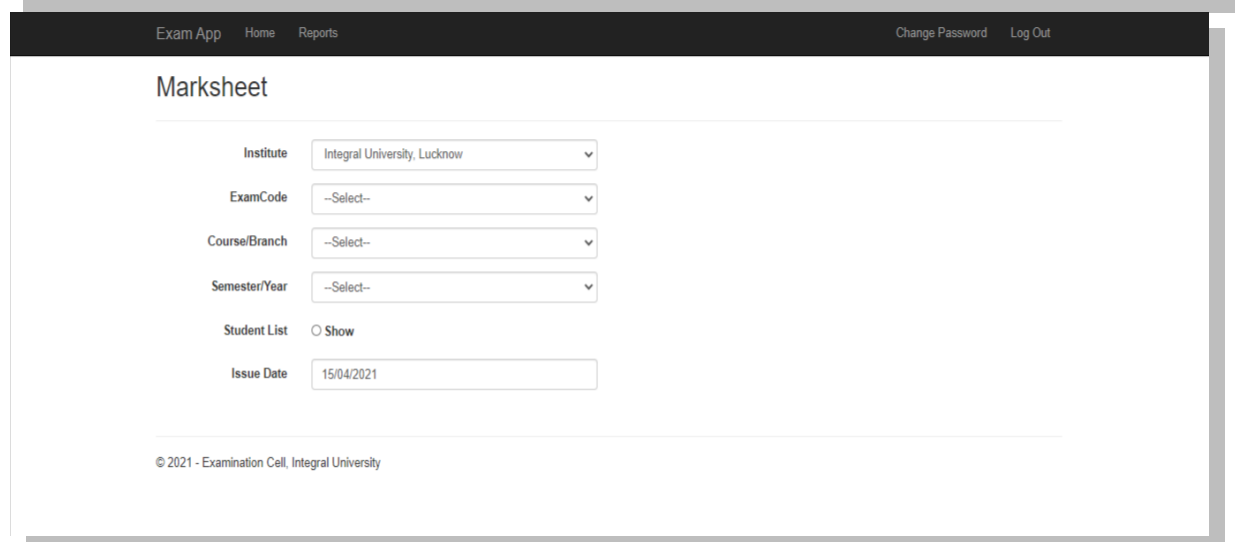 Exam App Home Reports Change Password Log Out
Marksheet
Institute Integral University, Lucknow
ExamCode --Select--
Course/Branch --Select--
Semester/Year --Select--
Student List Show
Issue Date 15/04/2021
© 2021 - Examination Cell, Integral University